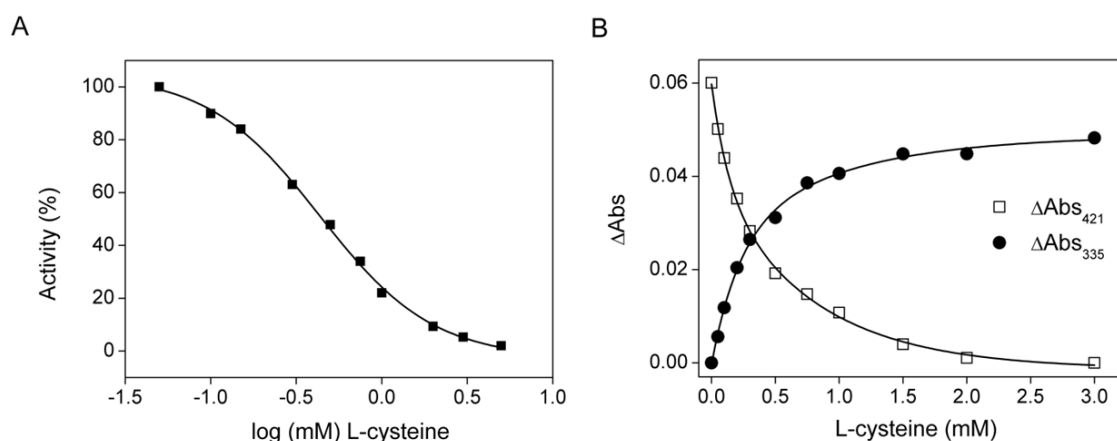 A
Activity (%)
100
80
60
40
20
0
-1.5
-1.0
-0.5
0.0
0.5
1.0
log (mM) L-cysteine
B
ΔAbs
0.06
0.04
0.02
0.00
□ ΔAbs₄₂₁
● ΔAbs₃₃₅
0.0
0.5
1.0
1.5
2.0
2.5
3.0
L-cysteine (mM)